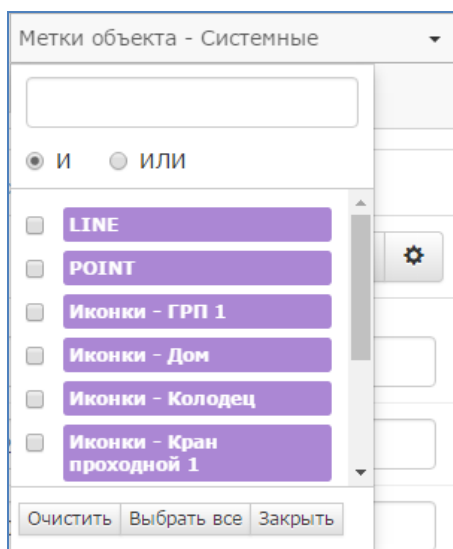 Метки объекта - Системные
И ИЛИ
LINE
POINT
Иконки - ГРП 1
Иконки - Дом
Иконки - Колодец
Иконки - Кран
проходной 1
Очистить Выбрать все Закрыть